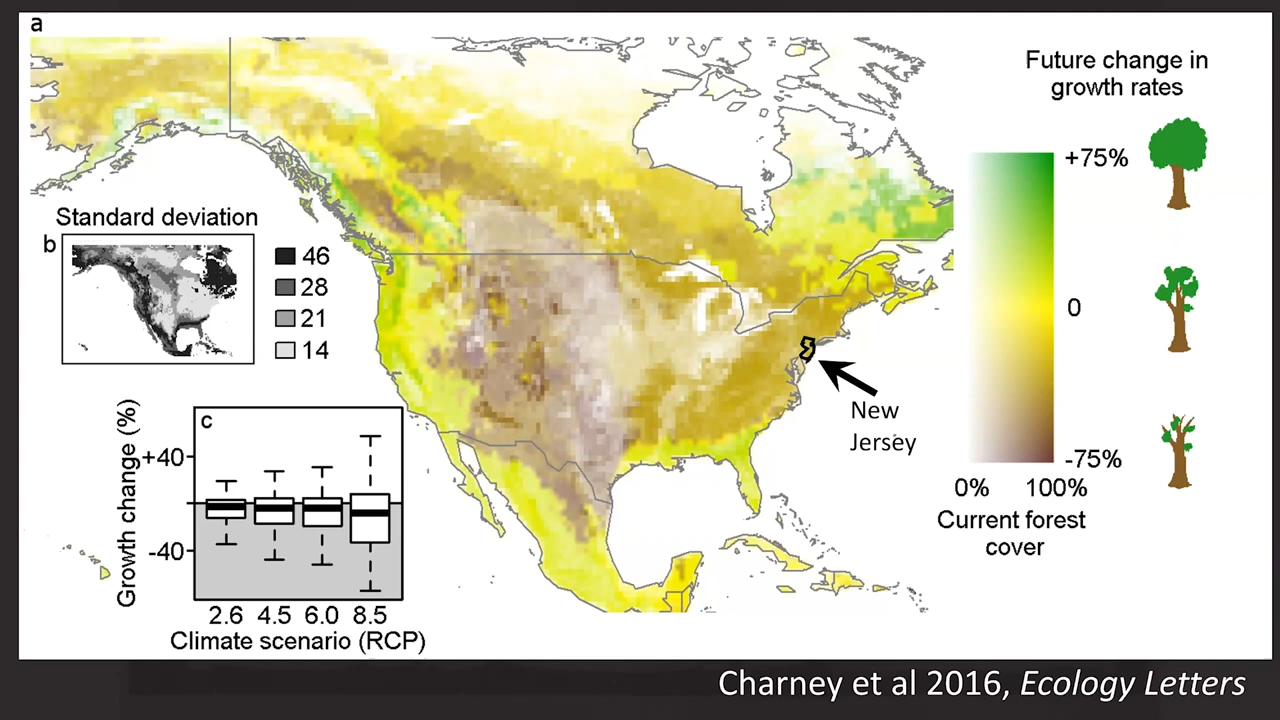 a
Future change in
growth rates
+75%
0
-75%
0% 100%
Current forest
cover
Standard deviation
b
46
28
21
14
New
Jersey
c
Growth change (%)
+40
-40
2.6 4.5 6.0 8.5
Climate scenario (RCP)
Charney et al 2016, Ecology Letters